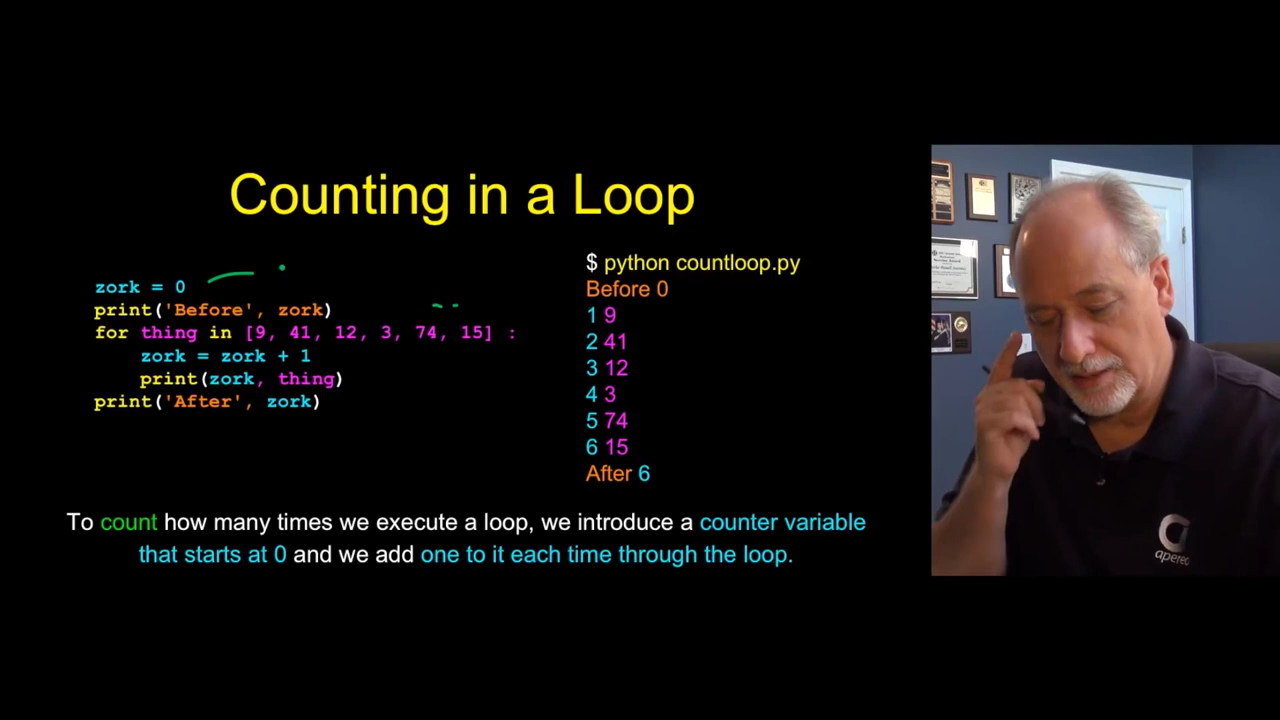 Counting in a Loop
zork = 0
print('Before', zork)
for thing in [9, 41, 12, 3, 74, 15] :
    zork = zork + 1
    print(zork, thing)
print('After', zork)
$ python countloop.py
Before 0
1 9
2 41
3 12
4 3
5 74
6 15
After 6
To count how many times we execute a loop, we introduce a counter variable
that starts at 0 and we add one to it each time through the loop.
apereo